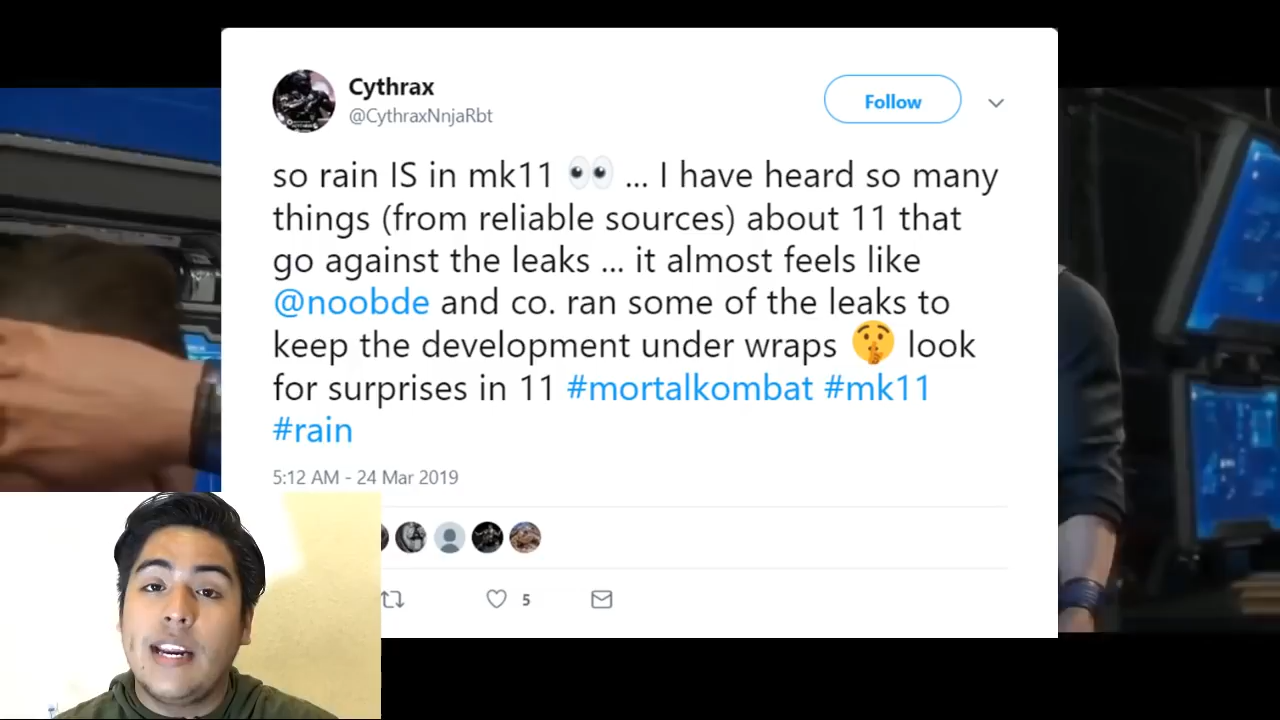 Cythrax
@CythraxNnjaRbt
Follow
so rain IS in mk11 👀 ... I have heard so many
things (from reliable sources) about 11 that
go against the leaks ... it almost feels like
@noobde and co. ran some of the leaks to
keep the development under wraps 🤫 look
for surprises in 11 #mortalkombat #mk11
#rain
5:12 AM - 24 Mar 2019
5